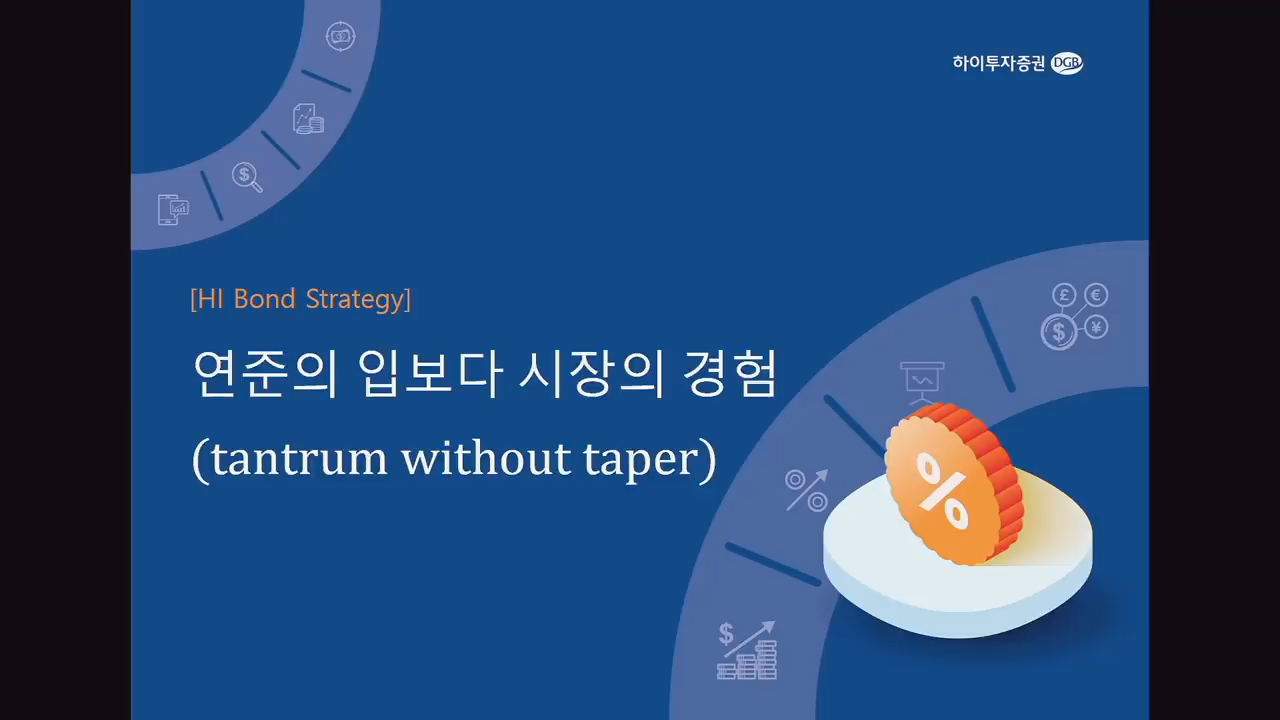 하이투자증권 DGB
[HI Bond Strategy]
연준의 입보다 시장의 경험
(tantrum without taper)